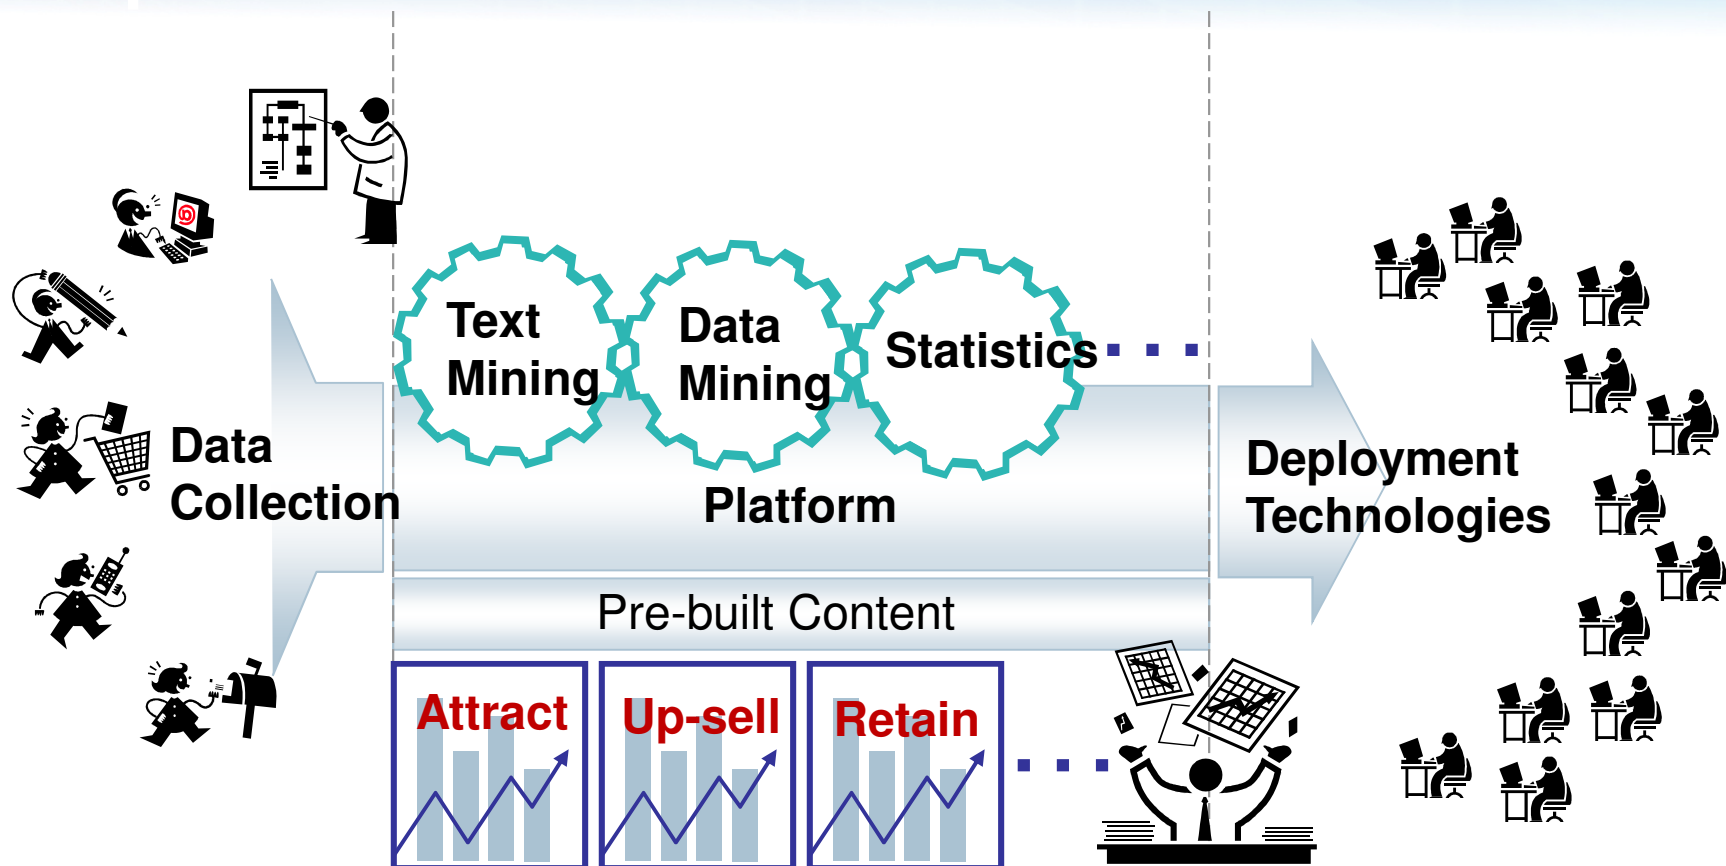 Text
Mining
Data
Mining
Statistics
Data
Collection
Platform
Deployment
Technologies
Pre-built Content
Attract
Up-sell
Retain
@